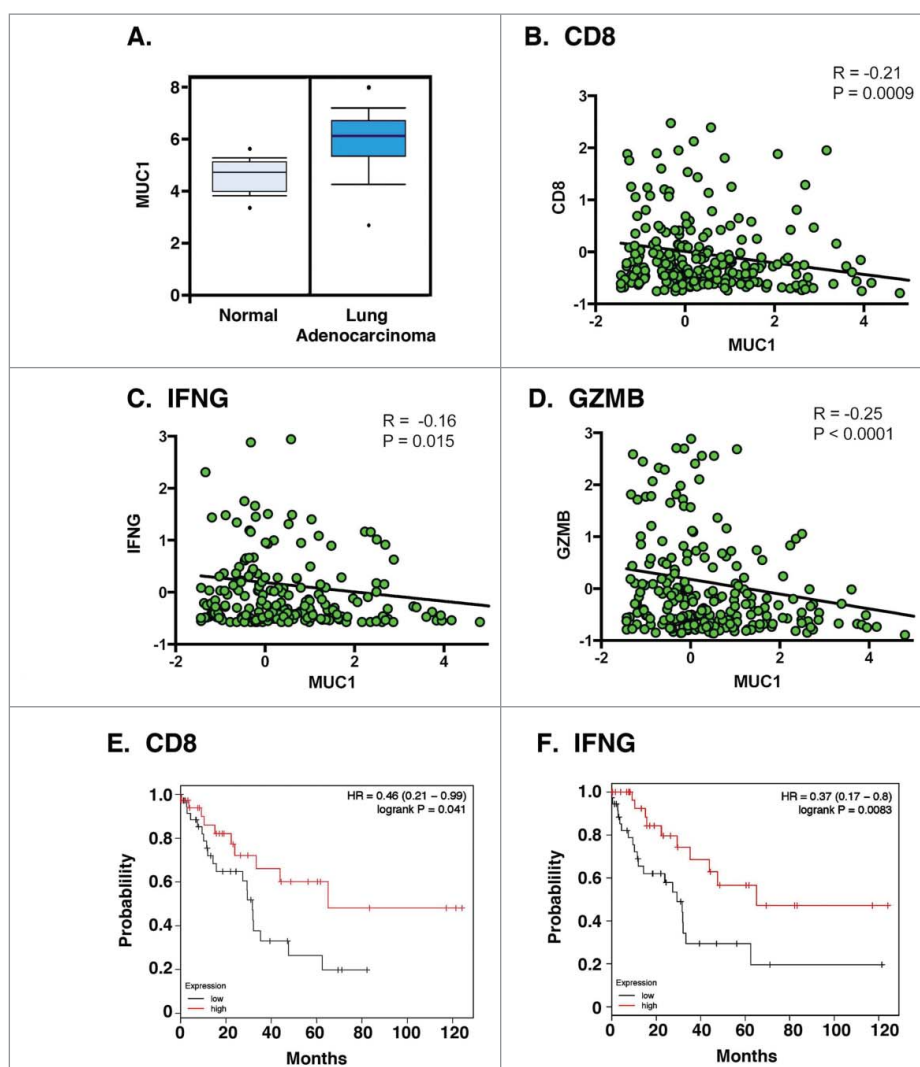 A.
MUC1
8
6
4
2
0
Normal
Lung
Adenocarcinoma
B. CD8
R = -0.21
P = 0.0009
CD8
3
2
1
0
-1
-2
0
2
4
MUC1
C. IFNG
R = -0.16
P = 0.015
IFNG
3
2
1
0
-1
-2
0
2
4
MUC1
D. GZMB
R = -0.25
P < 0.0001
GZMB
3
2
1
0
-1
-2
0
2
4
MUC1
E. CD8
HR = 0.46 (0.21 – 0.99)
logrank P = 0.041
Probablility
1.0
0.8
0.6
0.4
0.2
0
Expression
low
high
0 20 40 60 80 100 120
Months
F. IFNG
HR = 0.37 (0.17 – 0.8)
logrank P = 0.0083
Probablility
1.0
0.8
0.6
0.4
0.2
0
Expression
low
high
0 20 40 60 80 100 120
Months